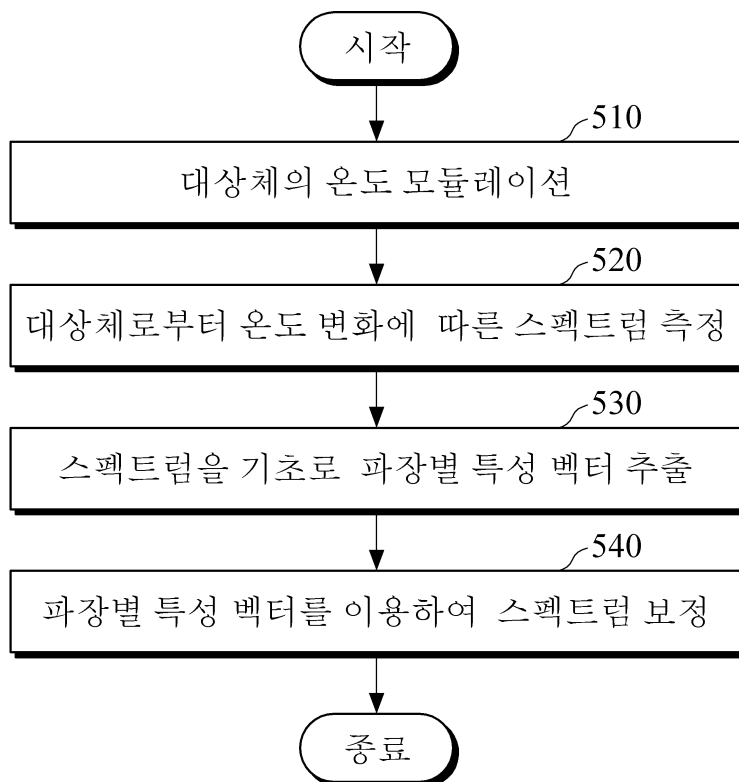 시작
510
대상체의 온도 모듈레이션
520
대상체로부터 온도 변화에 따른 스펙트럼 측정
530
스펙트럼을 기초로 파장별 특성 벡터 추출
540
파장별 특성 벡터를 이용하여 스펙트럼 보정
종료